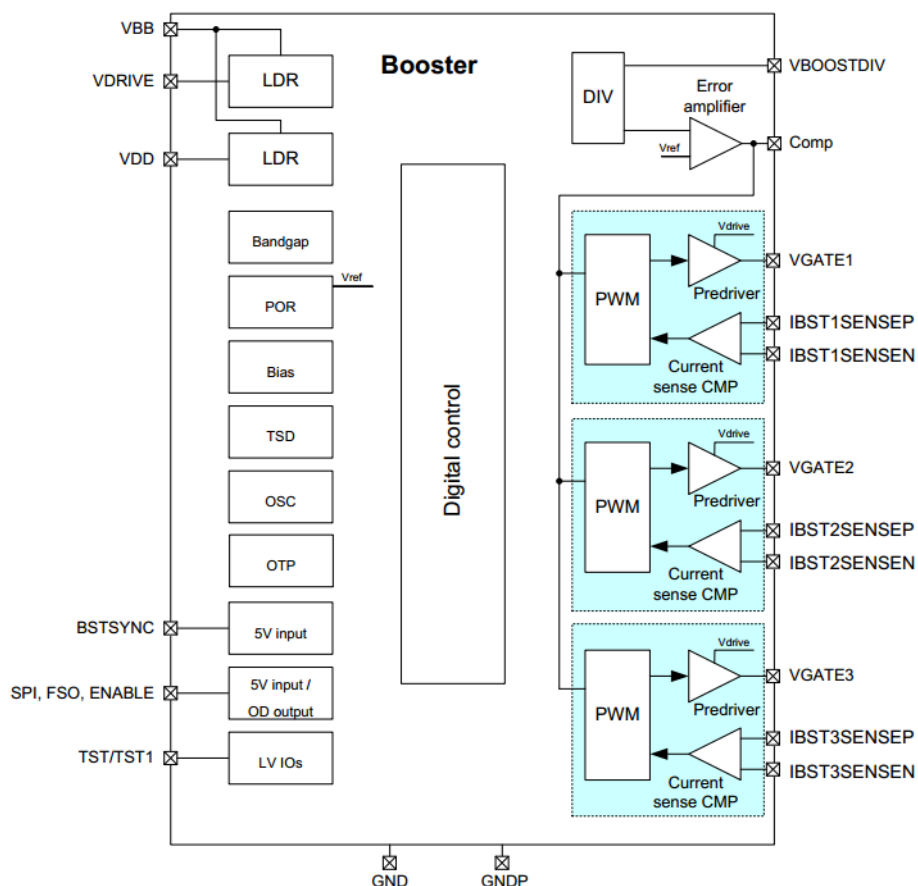 VBB
VDRIVE
VDD
LDR
LDR
Booster
DIV
Error
amplifier
Vref
VBOOSTDIV
Comp
Bandgap
POR
Vref
Bias
TSD
OSC
OTP
5V input
5V input /
OD output
LV IOs
BSTSYNC
SPI, FSO, ENABLE
TST/TST1
Digital control
PWM
Vdrive
Predriver
Current
sense CMP
VGATE1
IBST1SENSEP
IBST1SENSEN
PWM
Vdrive
Predriver
Current
sense CMP
VGATE2
IBST2SENSEP
IBST2SENSEN
PWM
Vdrive
Predriver
Current
sense CMP
VGATE3
IBST3SENSEP
IBST3SENSEN
GND
GNDP